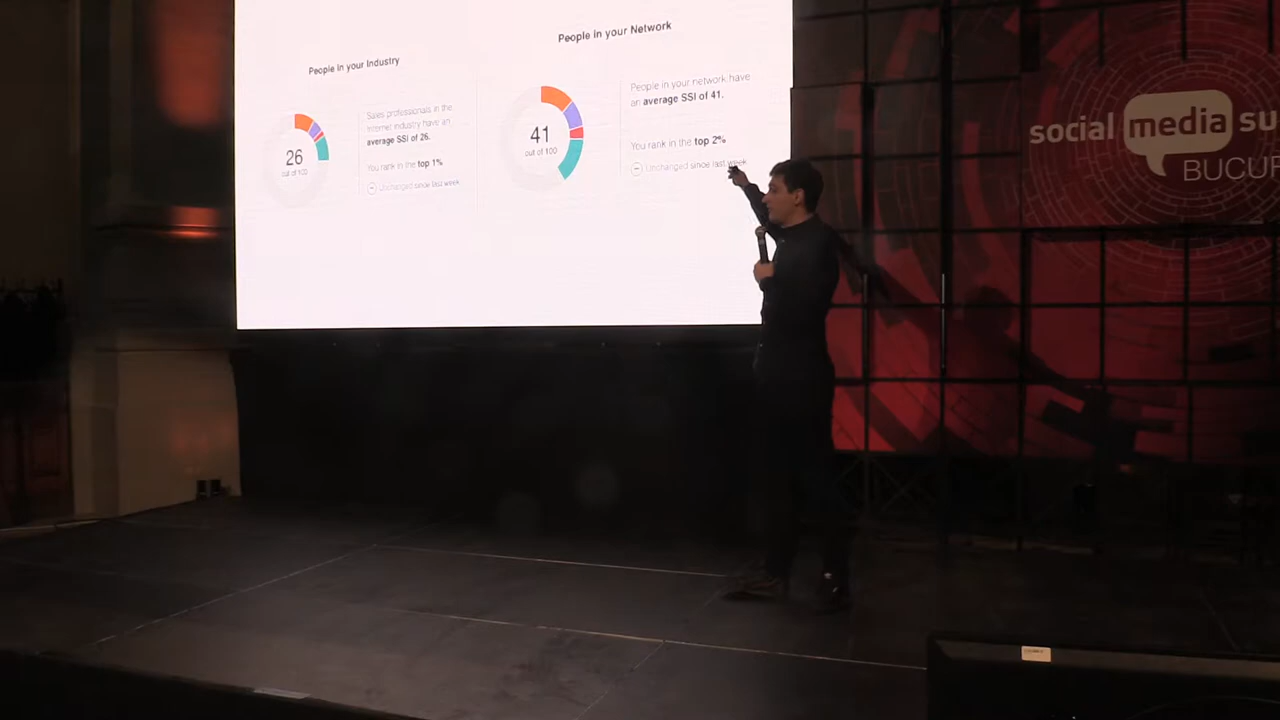 People in your Industry
26
out of 100
Sales professionals in the
Internet industry have an
average SSI of 26.
You rank in the top 1%
Unchanged since last week
People in your Network
41
out of 100
People in your network have
an average SSI of 41.
You rank in the top 2%
Unchanged since last week
social media su
BUCUR